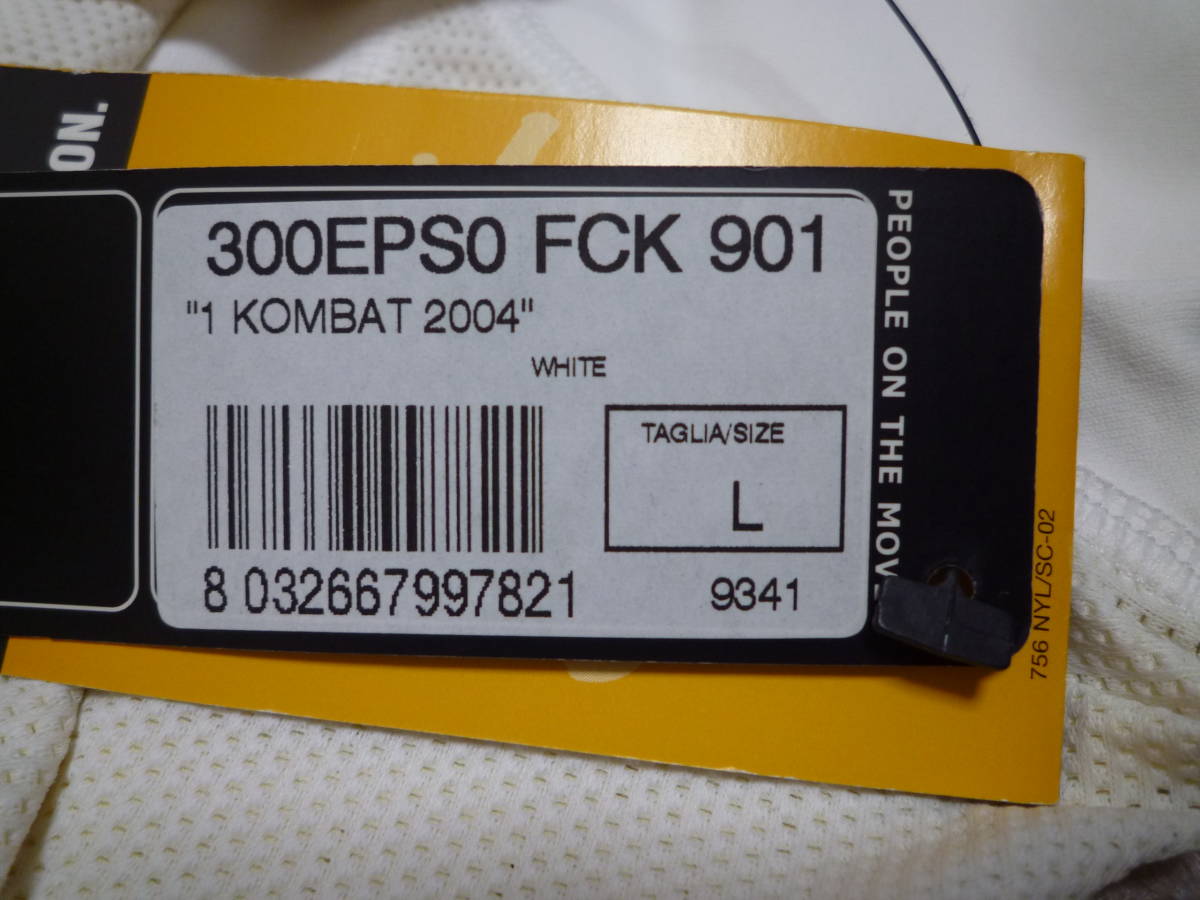 ON.
300EPS0 FCK 901
"1 KOMBAT 2004"
WHITE
TAGLIA/SIZE
L
8 032667997821
9341
PEOPLE ON THE MOV
756 NYL/SC-02